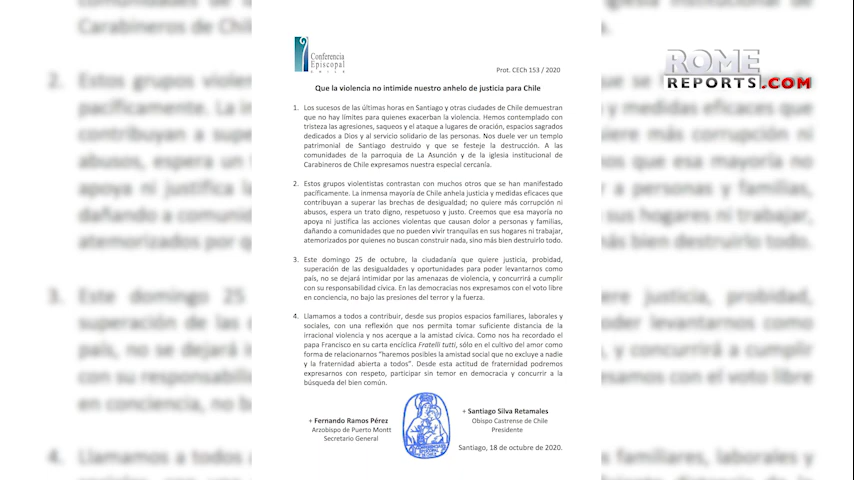 Conferencia
Episcopal
CHILE
Prot. CECh 153 / 2020
Que la violencia no intimide nuestro anhelo de justicia para Chile
1. Los sucesos de las últimas horas en Santiago y otras ciudades de Chile demuestran
que no hay límites para quienes exacerban la violencia. Hemos contemplado con
tristeza las agresiones, saqueos y el ataque a lugares de oración, espacios sagrados
dedicados a Dios y al servicio solidario de las personas. Nos duele ver un templo
patrimonial de Santiago destruido y que se festeje la destrucción. A las
comunidades de la parroquia de La Asunción y de la iglesia institucional de
Carabineros de Chile expresamos nuestra especial cercanía.
2. Estos grupos violentistas contrastan con muchos otros que se han manifestado
pacíficamente. La inmensa mayoría de Chile anhela justicia y medidas eficaces que
contribuyan a superar las brechas de desigualdad; no quiere más corrupción ni
abusos, espera un trato digno, respetuoso y justo. Creemos que esa mayoría no
apoya ni justifica las acciones violentas que causan dolor a personas y familias,
dañando a comunidades que no pueden vivir tranquilas en sus hogares ni trabajar,
atemorizados por quienes no buscan construir nada, sino más bien destruirlo todo.
3. Este domingo 25 de octubre, la ciudadanía que quiere justicia, probidad,
superación de las desigualdades y oportunidades para poder levantarnos como
país, no se dejará intimidar por las amenazas de violencia, y concurrirá a cumplir
con su responsabilidad cívica. En las democracias nos expresamos con el voto libre
en conciencia, no bajo las presiones del terror y la fuerza.
4. Llamamos a todos a contribuir, desde sus propios espacios familiares, laborales y
sociales, con una reflexión que nos permita tomar suficiente distancia de la
irracional violencia y nos acerque a la amistad cívica. Como nos ha recordado el
papa Francisco en su carta encíclica Fratelli tutti, sólo en el cultivo del amor como
forma de relacionarnos “haremos posibles la amistad social que no excluye a nadie
y la fraternidad abierta a todos”. Desde esta actitud de fraternidad podremos
expresarnos con respeto, participar sin temor en democracia y concurrir a la
búsqueda del bien común.
+ Fernando Ramos Pérez
Arzobispo de Puerto Montt
Secretario General
+ Santiago Silva Retamales
Obispo Castrense de Chile
Presidente
Santiago, 18 de octubre de 2020.
ROME
REPORTS.COM